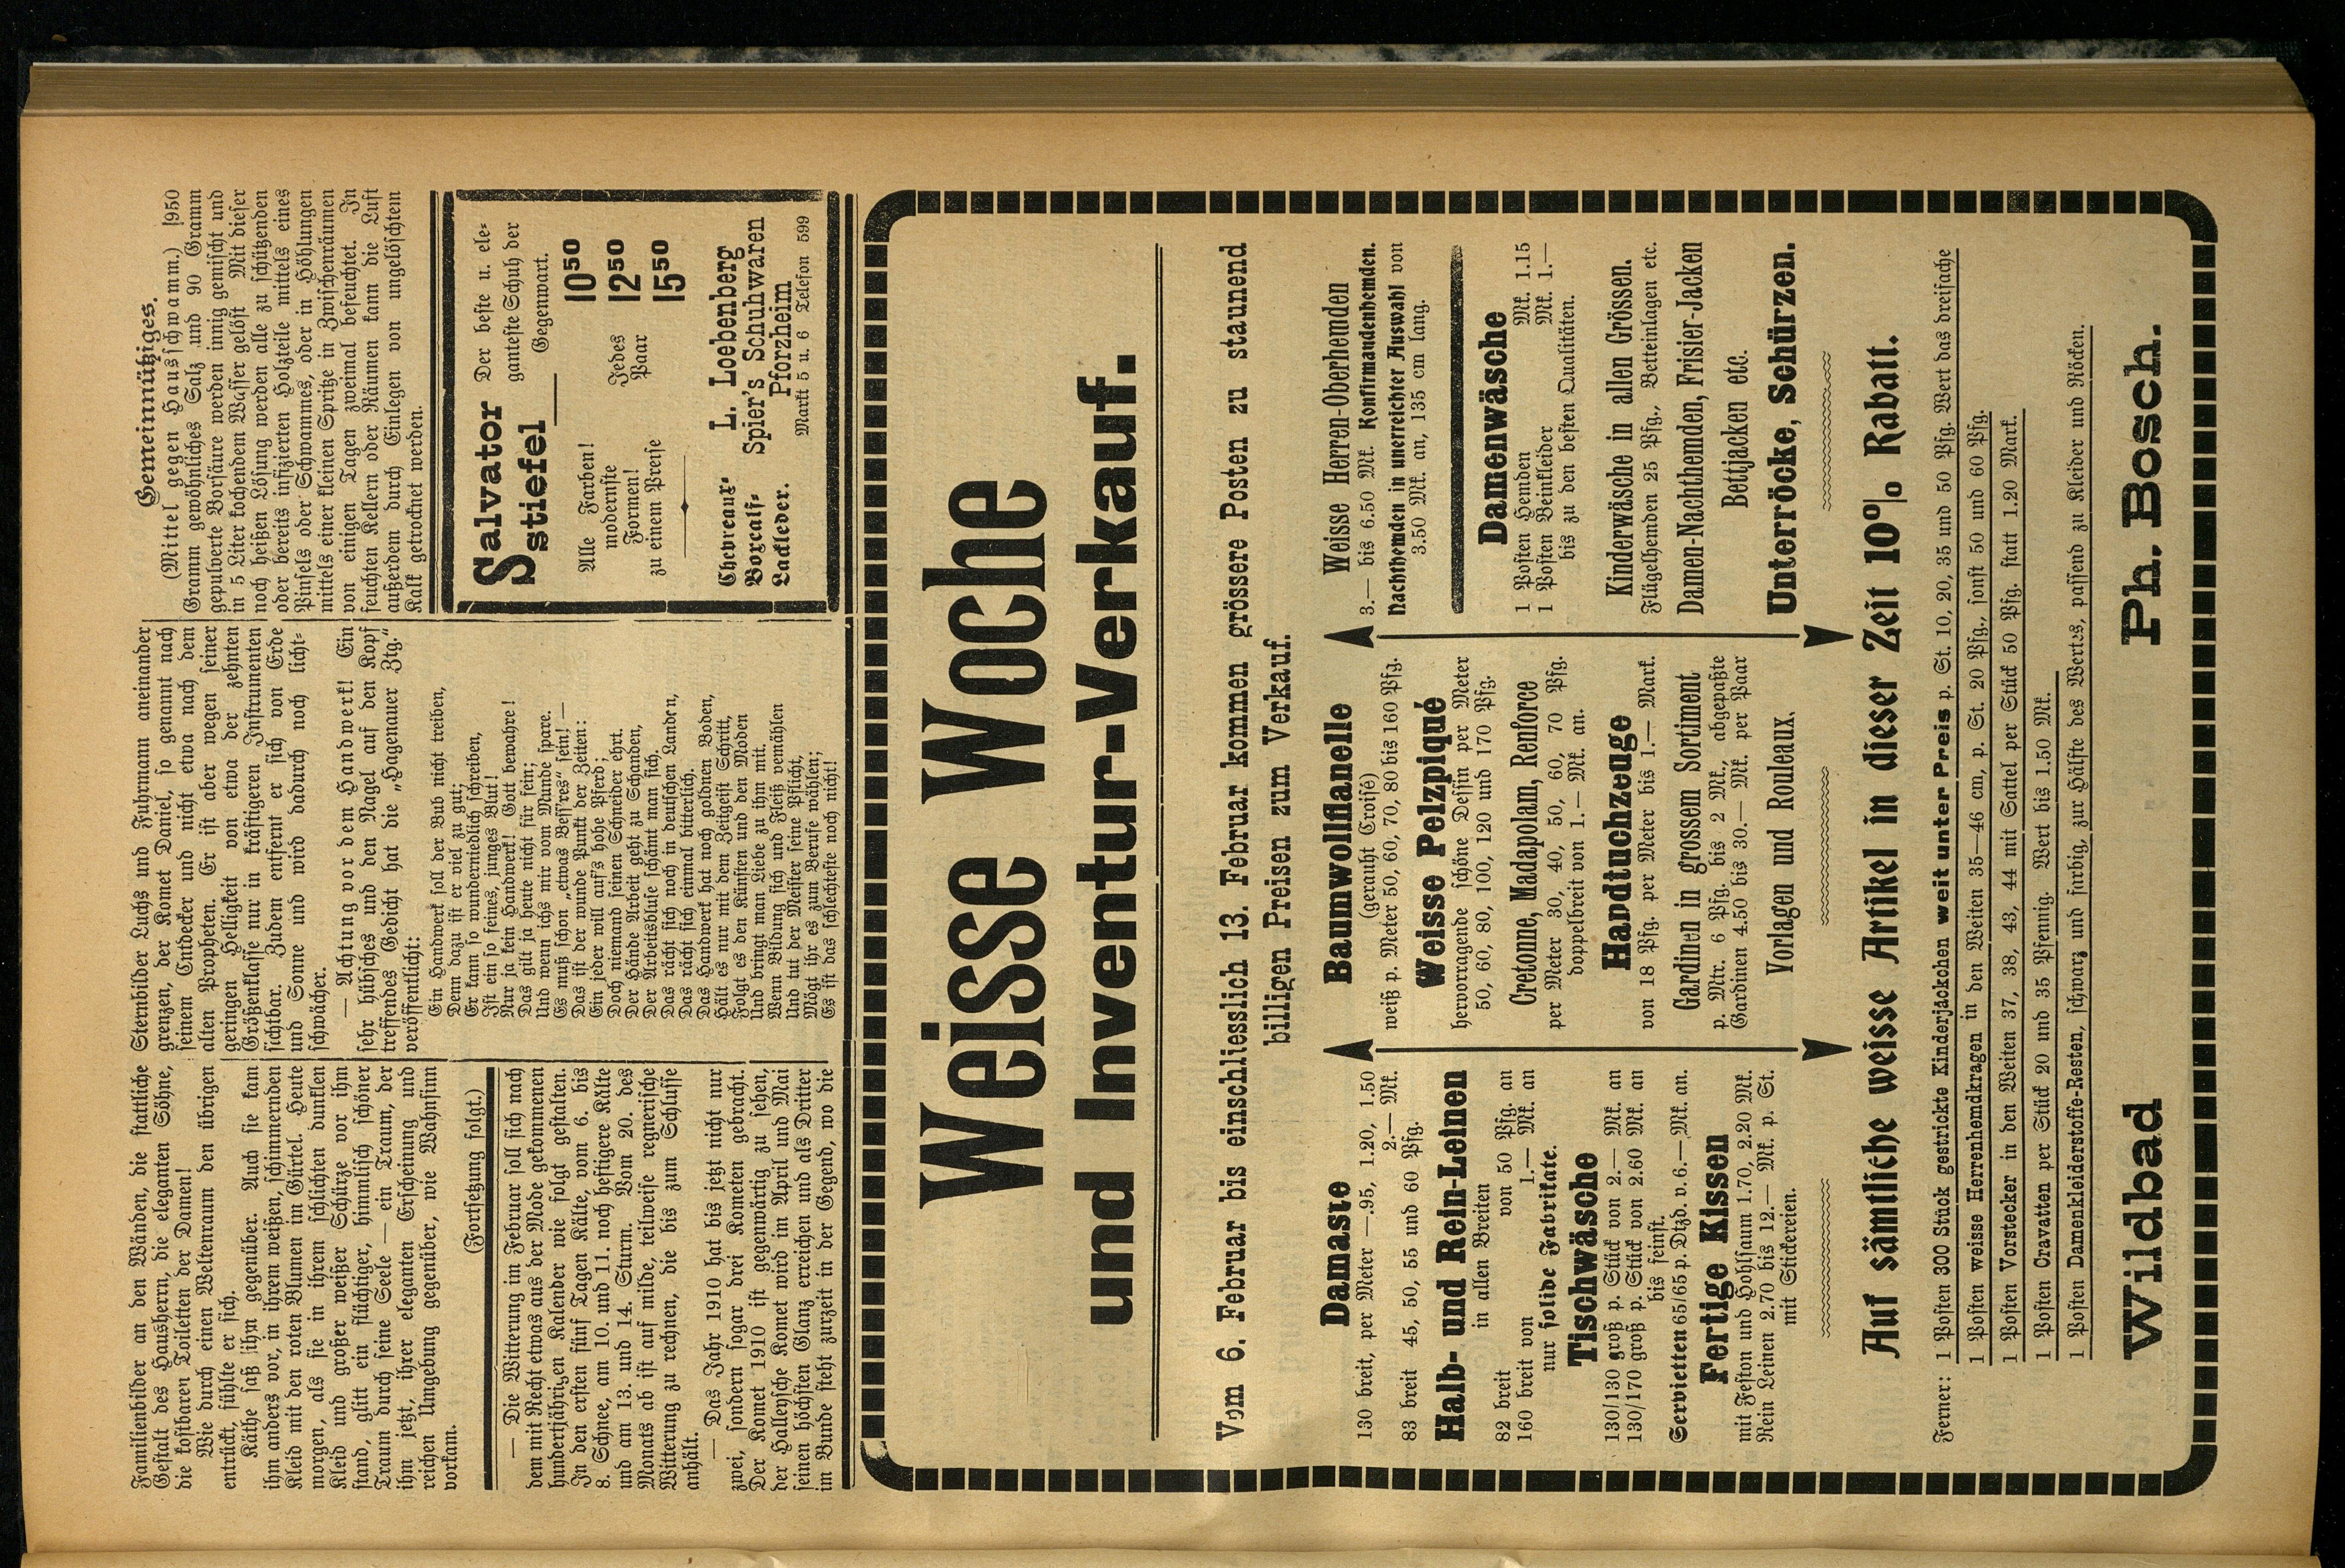 Familienbilder an den Wänden, die stattliche
Gestalt des Hausherrn, die eleganten Söhne,
die kostbaren Toiletten der Damen!
Wie durch einen Weltenraum den übrigen
entrückt, fühlte er sich.
Käthe saß ihm gegenüber. Auch sie kam
ihm anders vor, in ihrem weißen, schimmernden
Kleid mit den roten Blumen im Gürtel. Heute
morgen, als sie in ihrem schlichten dunklen
Kleid und großer weißer Schürze vor ihm
stand, glitt ein flüchtiger, himmlisch schöner
Traum durch seine Seele — ein Traum, der
ihm jetzt, ihrer eleganten Erscheinung und
reichen Umgebung gegenüber, wie Wahnsinn
vorkam.
(Fortsetzung folgt.)
— Die Witterung im Februar soll sich nach
dem mit Recht etwas aus der Mode gekommenen
hundertjährigen Kalender wie folgt gestalten.
In den ersten fünf Tagen Kälte, vom 6. bis
8. Schnee, am 10. und 11. noch heftigere Kälte
und am 13. und 14. Sturm. Vom 20. des
Monats ab ist auf milde, teilweise regnerische
Witterung zu rechnen, die bis zum Schlusse
anhält.
— Das Jahr 1910 hat bis jetzt nicht nur
zwei, sondern sogar drei Kometen gebracht.
Der Komet 1910 ist gegenwärtig zu sehen,
der Halleysche Komet wird im April und Mai
seinen höchsten Glanz erreichen und als Dritter
im Bunde steht zurzeit in der Gegend, wo die
Sternbilder Luchs und Fuhrmann aneinander
grenzen, der Komet Daniel, so genannt nach
seinem Entdecker und nicht etwa nach dem
alten Propheten. Er ist aber wegen seiner
geringen Helligkeit von etwa der zehnten
Größenklasse nur in kräftigeren Instrumenten
sichtbar. Zudem entfernt er sich von Erde
und Sonne und wird dadurch noch licht-
schwächer.
— Achtung vor dem Handwerk! Ein
sehr hübsches und den Nagel auf den Kopf
treffendes Gedicht hat die „Hagenauer Ztg."
veröffentlicht:
Ein Handwerk soll der Bub nicht treiben,
Denn dazu ist er viel zu gut;
Er kann so wunderniedlich schreiben,
Ist ein so feines, junges Blut!
Nur ja kein Handwerk! Gott bewahre!
Das gilt ja heute nicht für fein;
Und wenn ichs mir vom Munde spare.
Es muß schon „etwas Bess'res" sein! —
Das ist der wunde Punkt der Zeiten:
Ein jeder will auf's hohe Pferd;
Doch niemand seinen Schneider ehrt.
Der Hände Arbeit geht zu Schanden,
Der Arbeitsbluse schämt man sich.
Das rächt sich noch in deutschen Landen,
Das rächt sich einmal bitterlich.
Das Handwerk hat noch goldnen Boden,
Hält es nur mit dem Zeitgeist Schritt,
Folgt es den Künsten und den Moden
Und bringt man Liebe zu ihm mit.
Wenn Bildung sich und Fleiß vemählen
Und tut der Meister seine Pflicht,
Mögt ihr es zum Berufe wählen;
Es ist das schlechteste noch nicht!
Gemeinnütziges.
(Mittel gegen Hausschwamm.) 1950
Gramm gewöhnliches Salz und 90 Gramm
gepulverte Borsäure werden innig gemischt und
in 5 Liter kochendem Wasser gelöst Mit dieser
noch heißen Lösung werden alle zu schützenden
oder bereits infizierten Holzteile mittels eines
Pinsels oder Schwammes, oder in Höhlungen
mittels einer kleinen Spritze in Zwischenräumen
von einigen Tagen zweimal befeuchtet. In
feuchten Kellern oder Räumen kann die Luft
außerdem durch Einlegen von ungelöschtem
Kalk getrocknet werden.
Salvator
Stiefel
Der beste u. ele-
ganteste Schuh der
Gegenwart.
Alle Farben!
modernste
Formen!
zu einem Preise
Jedes
Paar
10 50
12 50
15 50
Chevreaux-
Boxcalf-
Lackleder.
L. Loebenberg
Spier's Schuhwaren
Pforzheim
Markt 5 u. 6 Telefon 599
Weisse Woche
und Inventur-Verkauf.
Vom 6. Februar bis einschliesslich 13. Februar kommen grössere Posten zu staunend
billigen Preisen zum Verkauf.
Damaste
130 breit, per Meter —.95, 1.20, 1.50
2.— Mk.
83 breit 45, 50, 55 und 60 Pfg.
Halb- und Rein-Leinen
in allen Breiten
82 breit von 50 Pfg. an
160 breit von 1.— Mk. an
nur solide Fabrikate.
Tischwäsche
130/130 groß p. Stück von 2.— Mk. an
130/170 groß p. Stück von 2.60 Mk. an
bis feinst.
Servietten 65/65 p. Dtzd. v. 6.— Mk. an.
Fertige Kissen
mit Feston und Hohlsaum 1.70, 2.20 Mk.
Rein Leinen 2.70 bis 12.— Mk. p. St.
mit Stickereien.
Baumwollflanelle
(geraucht Croisé)
weiß p. Meter 50, 60, 70, 80 bis 160 Pfg.
Weisse Pelzpiqué
hervorragende schöne Dessin per Meter
50, 60, 80, 100, 120 und 170 Pfg.
Cretonne, Madapolam, Renforce
per Meter 30, 40, 50, 60, 70 Pfg.
doppelbreit von 1.— Mk. an.
Handtuchzeuge
von 18 Pfg. per Meter bis 1.— Mark.
Gardinen in grossem Sortiment
p. Mtr. 6 Pfg. bis 2 Mk., abgepaßte
Gardinen 4.50 bis 30.— Mk. per Paar
Vorlagen und Rouleaux.
Weisse Herren-Oberhemden
3.— bis 6.50 Mk. Konfirmandenhemden.
Nachthemden in unerreichter Auswahl von
3.50 Mk. an, 135 cm lang.
Damenwäsche
1 Posten Hemden Mk. 1.15
1 Posten Beinkleider Mk. 1.—
bis zu den besten Qualitäten.
Kinderwäsche in allen Grössen.
Flügelhemden 25 Pfg., Betteinlagen etc.
Damen-Nachthemden, Frisier-Jacken
Bettjacken etc.
Unterröcke, Schürzen.
Auf sämtliche weisse Artikel in dieser Zeit 10% Rabatt.
Ferner: 1 Posten 300 Stück gestrickte Kinderjäckchen weit unter Preis p. St. 10, 20, 35 und 50 Pfg. Wert das dreifache
1 Posten weisse Herrenhemdkragen in den Weiten 35—46 cm, p. St. 20 Pfg., sonst 50 und 60 Pfg.
1 Posten Vorstecker in den Weiten 37, 38, 43, 44 mit Sattel per Stück 50 Pfg. statt 1.20 Mark.
1 Posten Cravatten per Stück 20 und 35 Pfennig. Wert bis 1.50 Mk.
1 Posten Damenkleiderstoffe-Resten, schwarz und farbig, zur Hälfte des Wertes, passend zu Kleider und Röcken.
Wildbad Ph. Bosch.